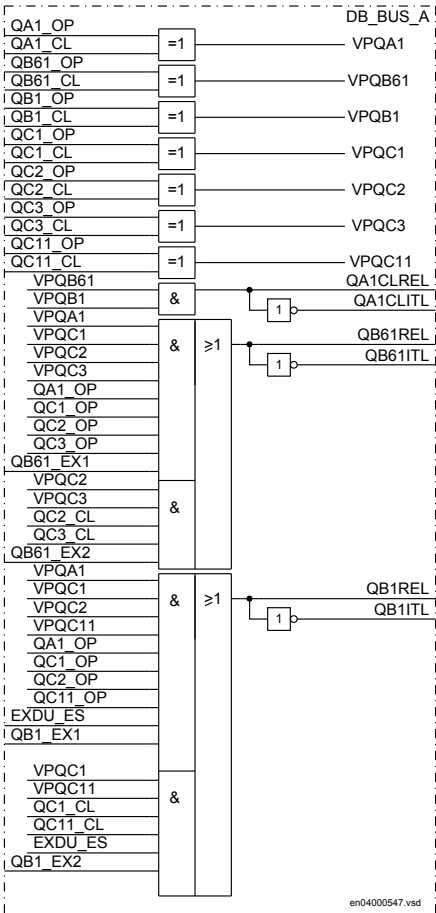 DB_BUS_A
QA1_OP
QA1_CL
=1
VPQA1
QB61_OP
QB61_CL
=1
VPQB61
QB1_OP
QB1_CL
=1
VPQB1
QC1_OP
QC1_CL
=1
VPQC1
QC2_OP
QC2_CL
=1
VPQC2
QC3_OP
QC3_CL
=1
VPQC3
QC11_OP
QC11_CL
=1
VPQC11
VPQB61
VPQB1
&
QA1CLREL
1
QA1CLITL
VPQA1
VPQC1
VPQC2
VPQC3
QA1_OP
QC1_OP
QC2_OP
QC3_OP
QB61_EX1
&
≥1
QB61REL
1
QB61ITL
VPQC2
VPQC3
QC2_CL
QC3_CL
QB61_EX2
&
VPQA1
VPQC1
VPQC2
VPQC11
QA1_OP
QC1_OP
QC2_OP
QC11_OP
EXDU_ES
QB1_EX1
&
≥1
QB1REL
1
QB1ITL
VPQC1
VPQC11
QC1_CL
QC11_CL
EXDU_ES
QB1_EX2
&
en04000547.vsd